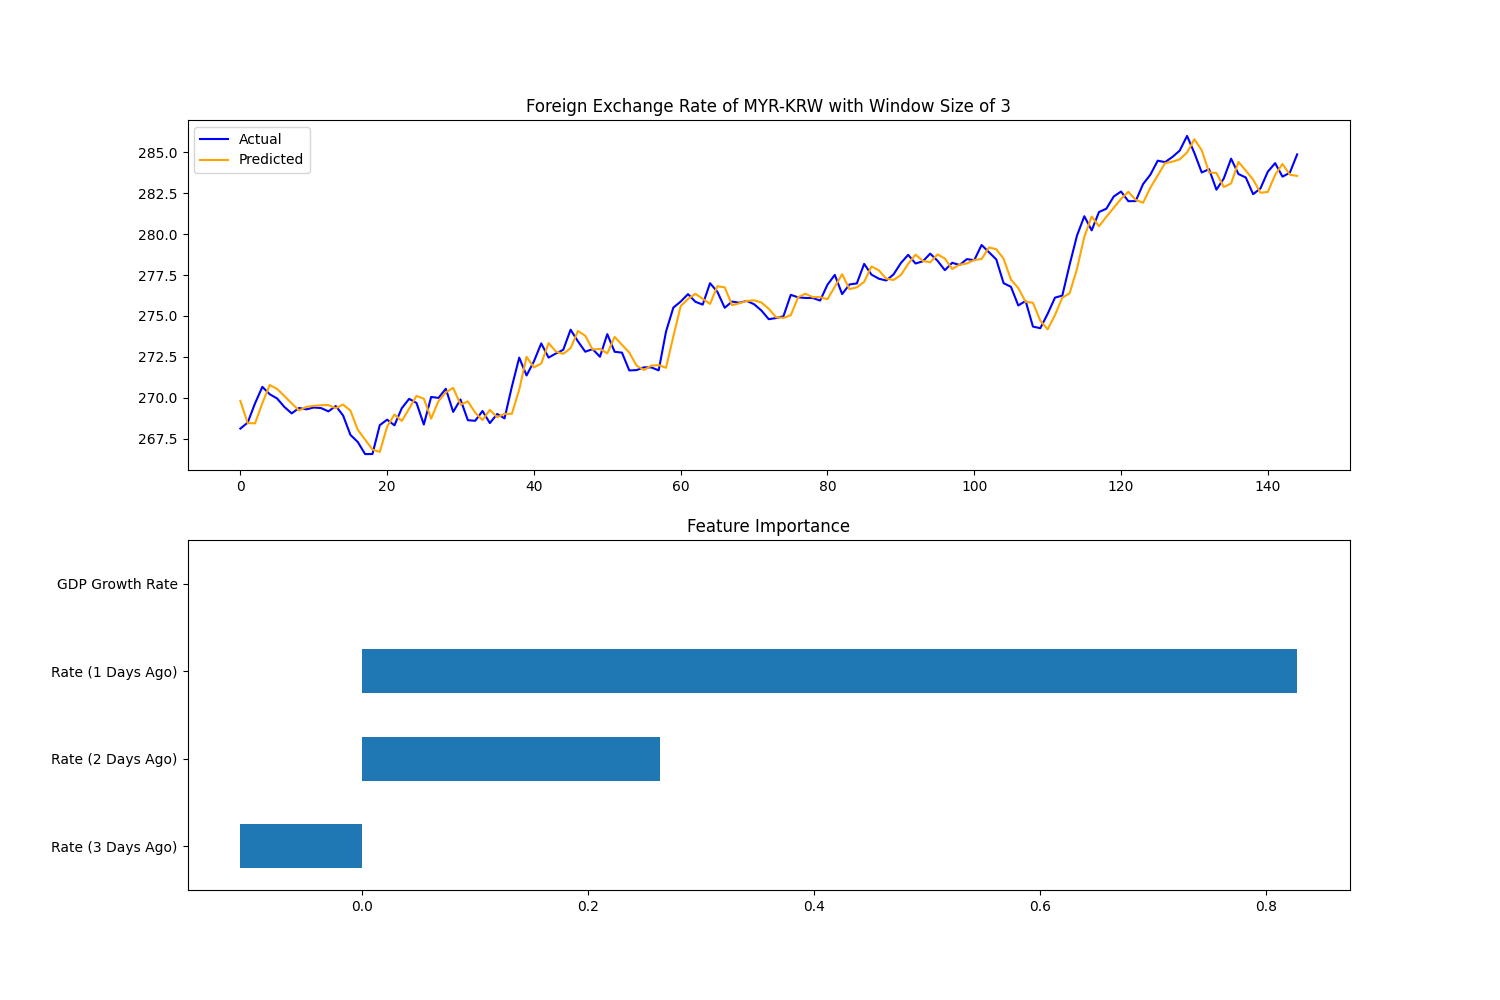 Foreign Exchange Rate of MYR-KRW with Window Size of 3
Actual
Predicted
285.0
282.5
280.0
277.5
275.0
272.5
270.0
267.5
0 20 40 60 80 100 120 140
Feature Importance
GDP Growth Rate
Rate (1 Days Ago)
Rate (2 Days Ago)
Rate (3 Days Ago)
0.0 0.2 0.4 0.6 0.8